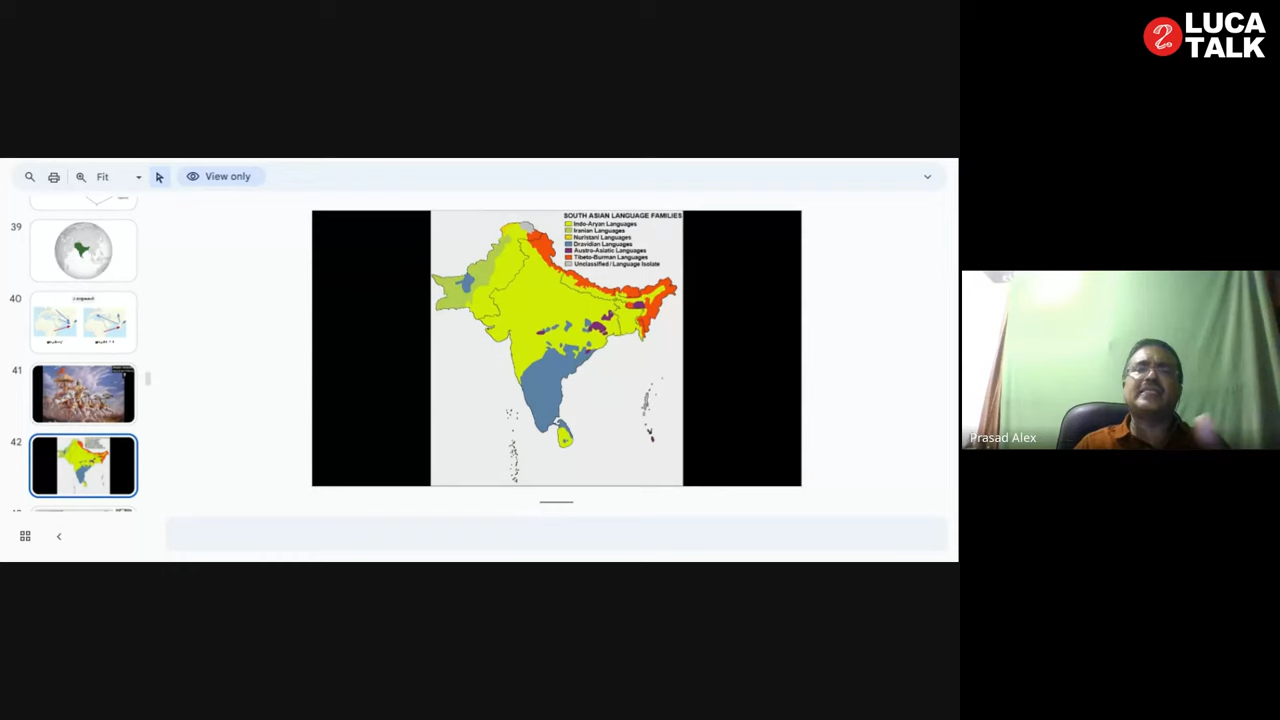 LUCA
TALK
Fit
View only
39
40
41
42
SOUTH ASIAN LANGUAGE FAMILIES
Indo-Aryan Languages
Iranian Languages
Nuristani Languages
Dravidian Languages
Austro-Asiatic Languages
Tibeto-Burman Languages
Unclassified / Language Isolate
Prasad Alex